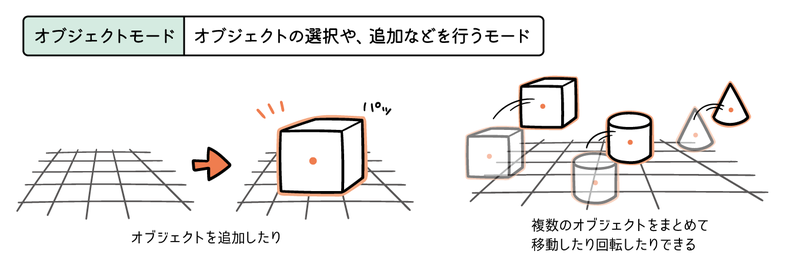 オブジェクトモード オブジェクトの選択や、追加などを行うモード
パッ
オブジェクトを追加したり
複数のオブジェクトをまとめて
移動したり回転したりできる